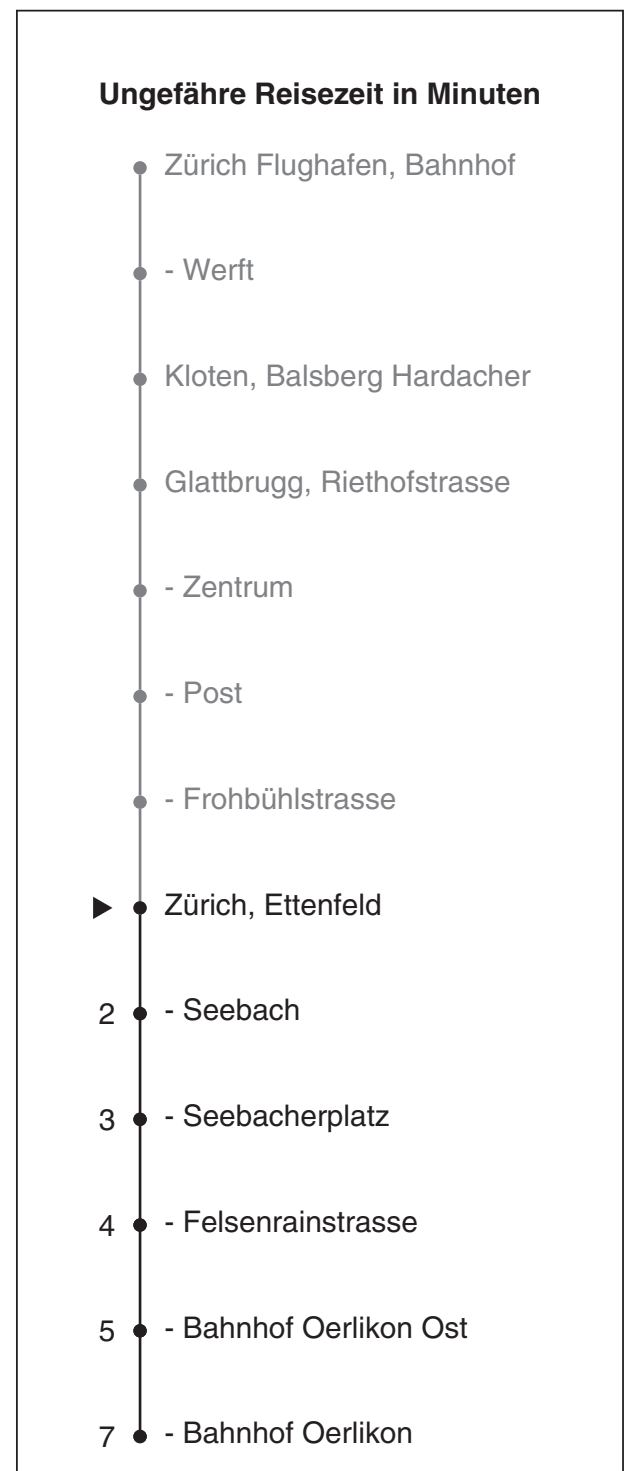 Ungefähre Reisezeit in Minuten
Zürich Flughafen, Bahnhof
- Werft
Kloten, Balsberg Hardacher
Glattbrugg, Riethofstrasse
- Zentrum
- Post
- Frohbühlstrasse
Zürich, Ettenfeld
2 - Seebach
3 - Seebacherplatz
4 - Felsenrainstrasse
5 - Bahnhof Oerlikon Ost
7 - Bahnhof Oerlikon